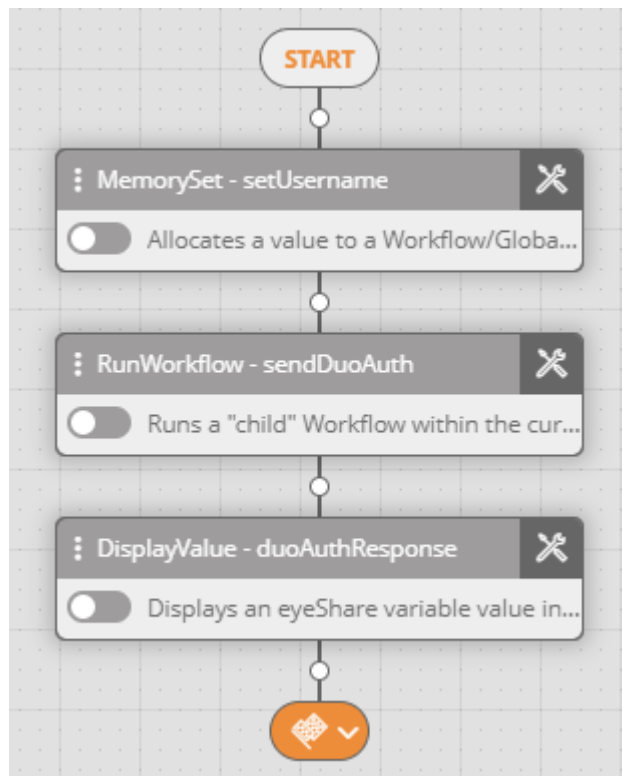 START
MemorySet - setUsername
Allocates a value to a Workflow/Globa...
RunWorkflow - sendDuoAuth
Runs a "child" Workflow within the cur...
DisplayValue - duoAuthResponse
Displays an eyeShare variable value in...